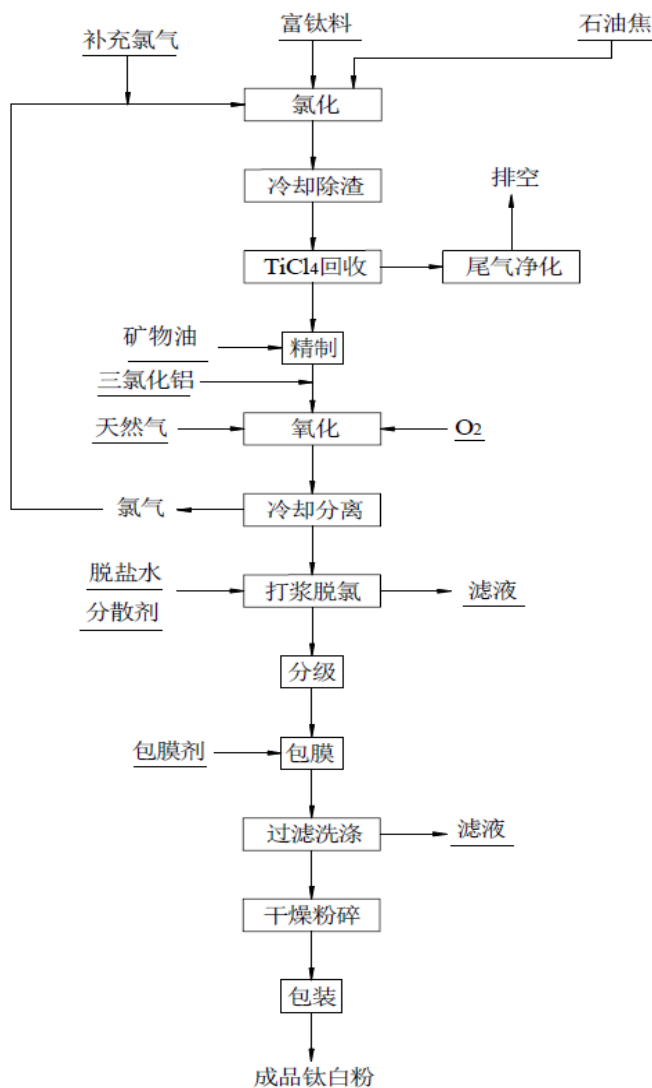 富钛料
石油焦
补充氯气
氯化
冷却除渣
排空
TiCl4回收
尾气净化
矿物油
精制
三氯化铝
天然气
氧化
O2
氯气
冷却分离
脱盐水
打浆脱氯
滤液
分散剂
分级
包膜剂
包膜
过滤洗涤
滤液
干燥粉碎
包装
成品钛白粉